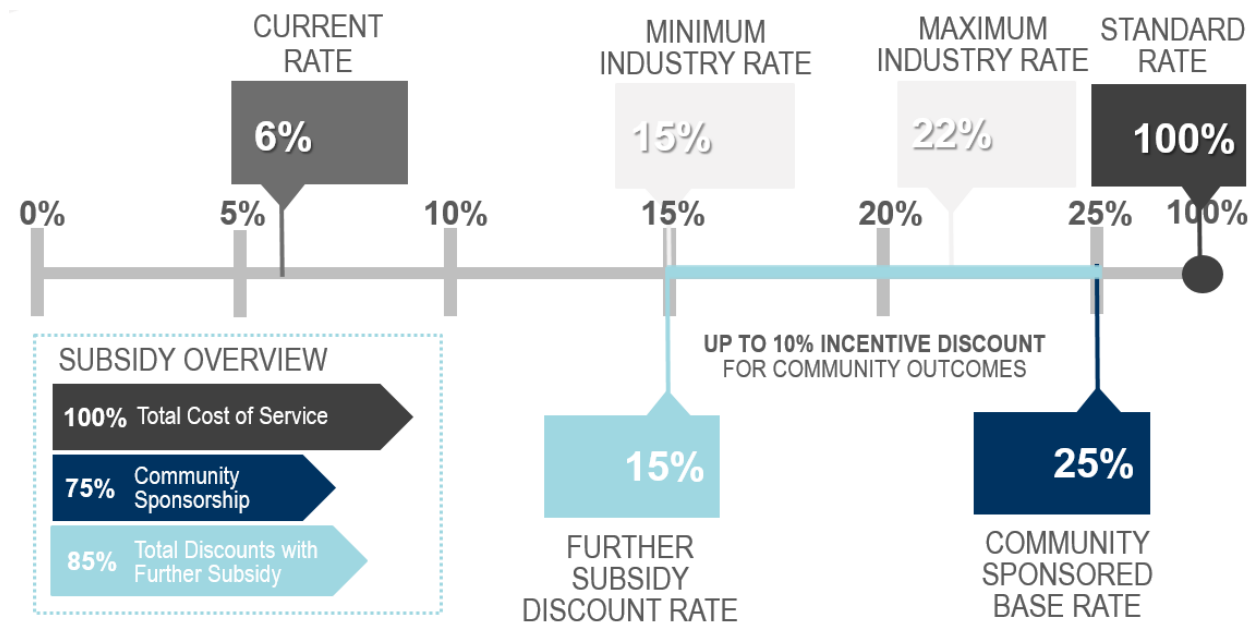 CURRENT
RATE
6%
MINIMUM
INDUSTRY RATE
15%
MAXIMUM
INDUSTRY RATE
22%
STANDARD
RATE
100%
0%
5%
10%
15%
20%
25%
100%
UP TO 10% INCENTIVE DISCOUNT
FOR COMMUNITY OUTCOMES
SUBSIDY OVERVIEW
100% Total Cost of Service
75% Community
Sponsorship
85% Total Discounts with
Further Subsidy
15%
FURTHER
SUBSIDY
DISCOUNT RATE
25%
COMMUNITY
SPONSORED
BASE RATE